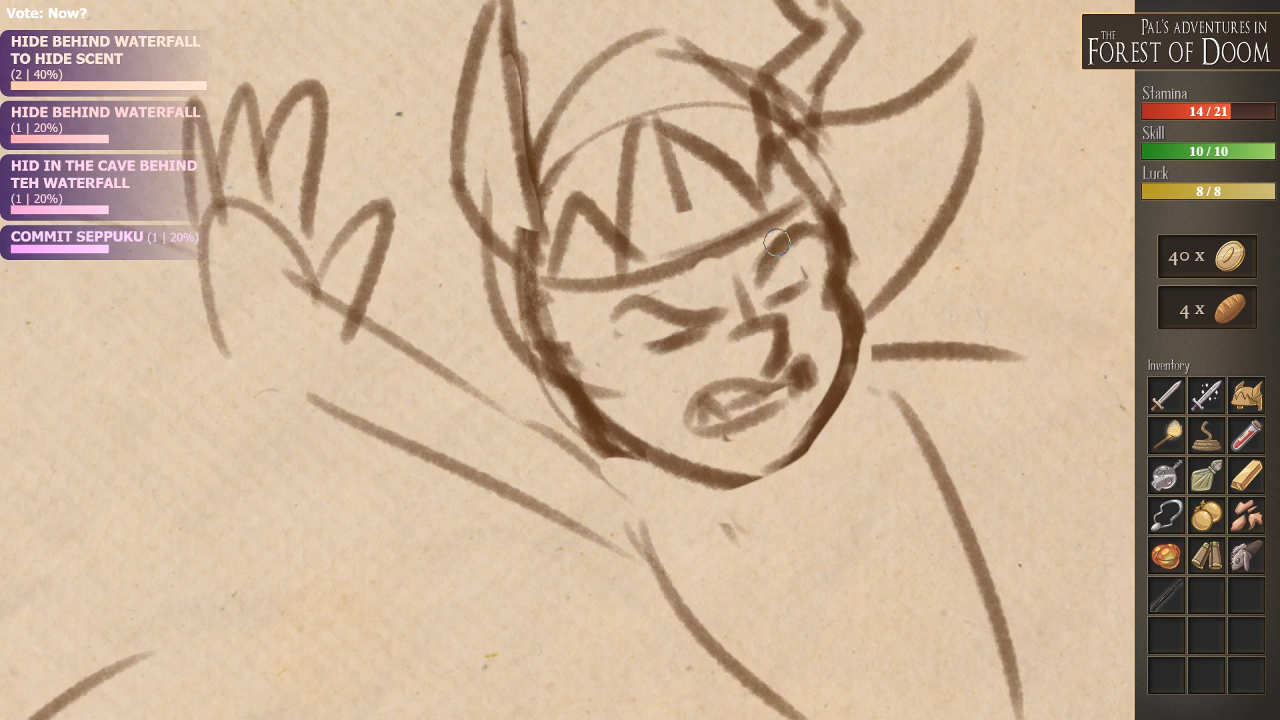 Vote: Now?
HIDE BEHIND WATERFALL
TO HIDE SCENT
(2 | 40%)
HIDE BEHIND WATERFALL
(1 | 20%)
HID IN THE CAVE BEHIND
TEH WATERFALL
(1 | 20%)
COMMIT SEPPUKU (1 | 20%)
PAL'S ADVENTURES IN
THE FOREST OF DOOM
Stamina
14 / 21
Skill
10 / 10
Luck
8 / 8
40 x
4 x
Inventory